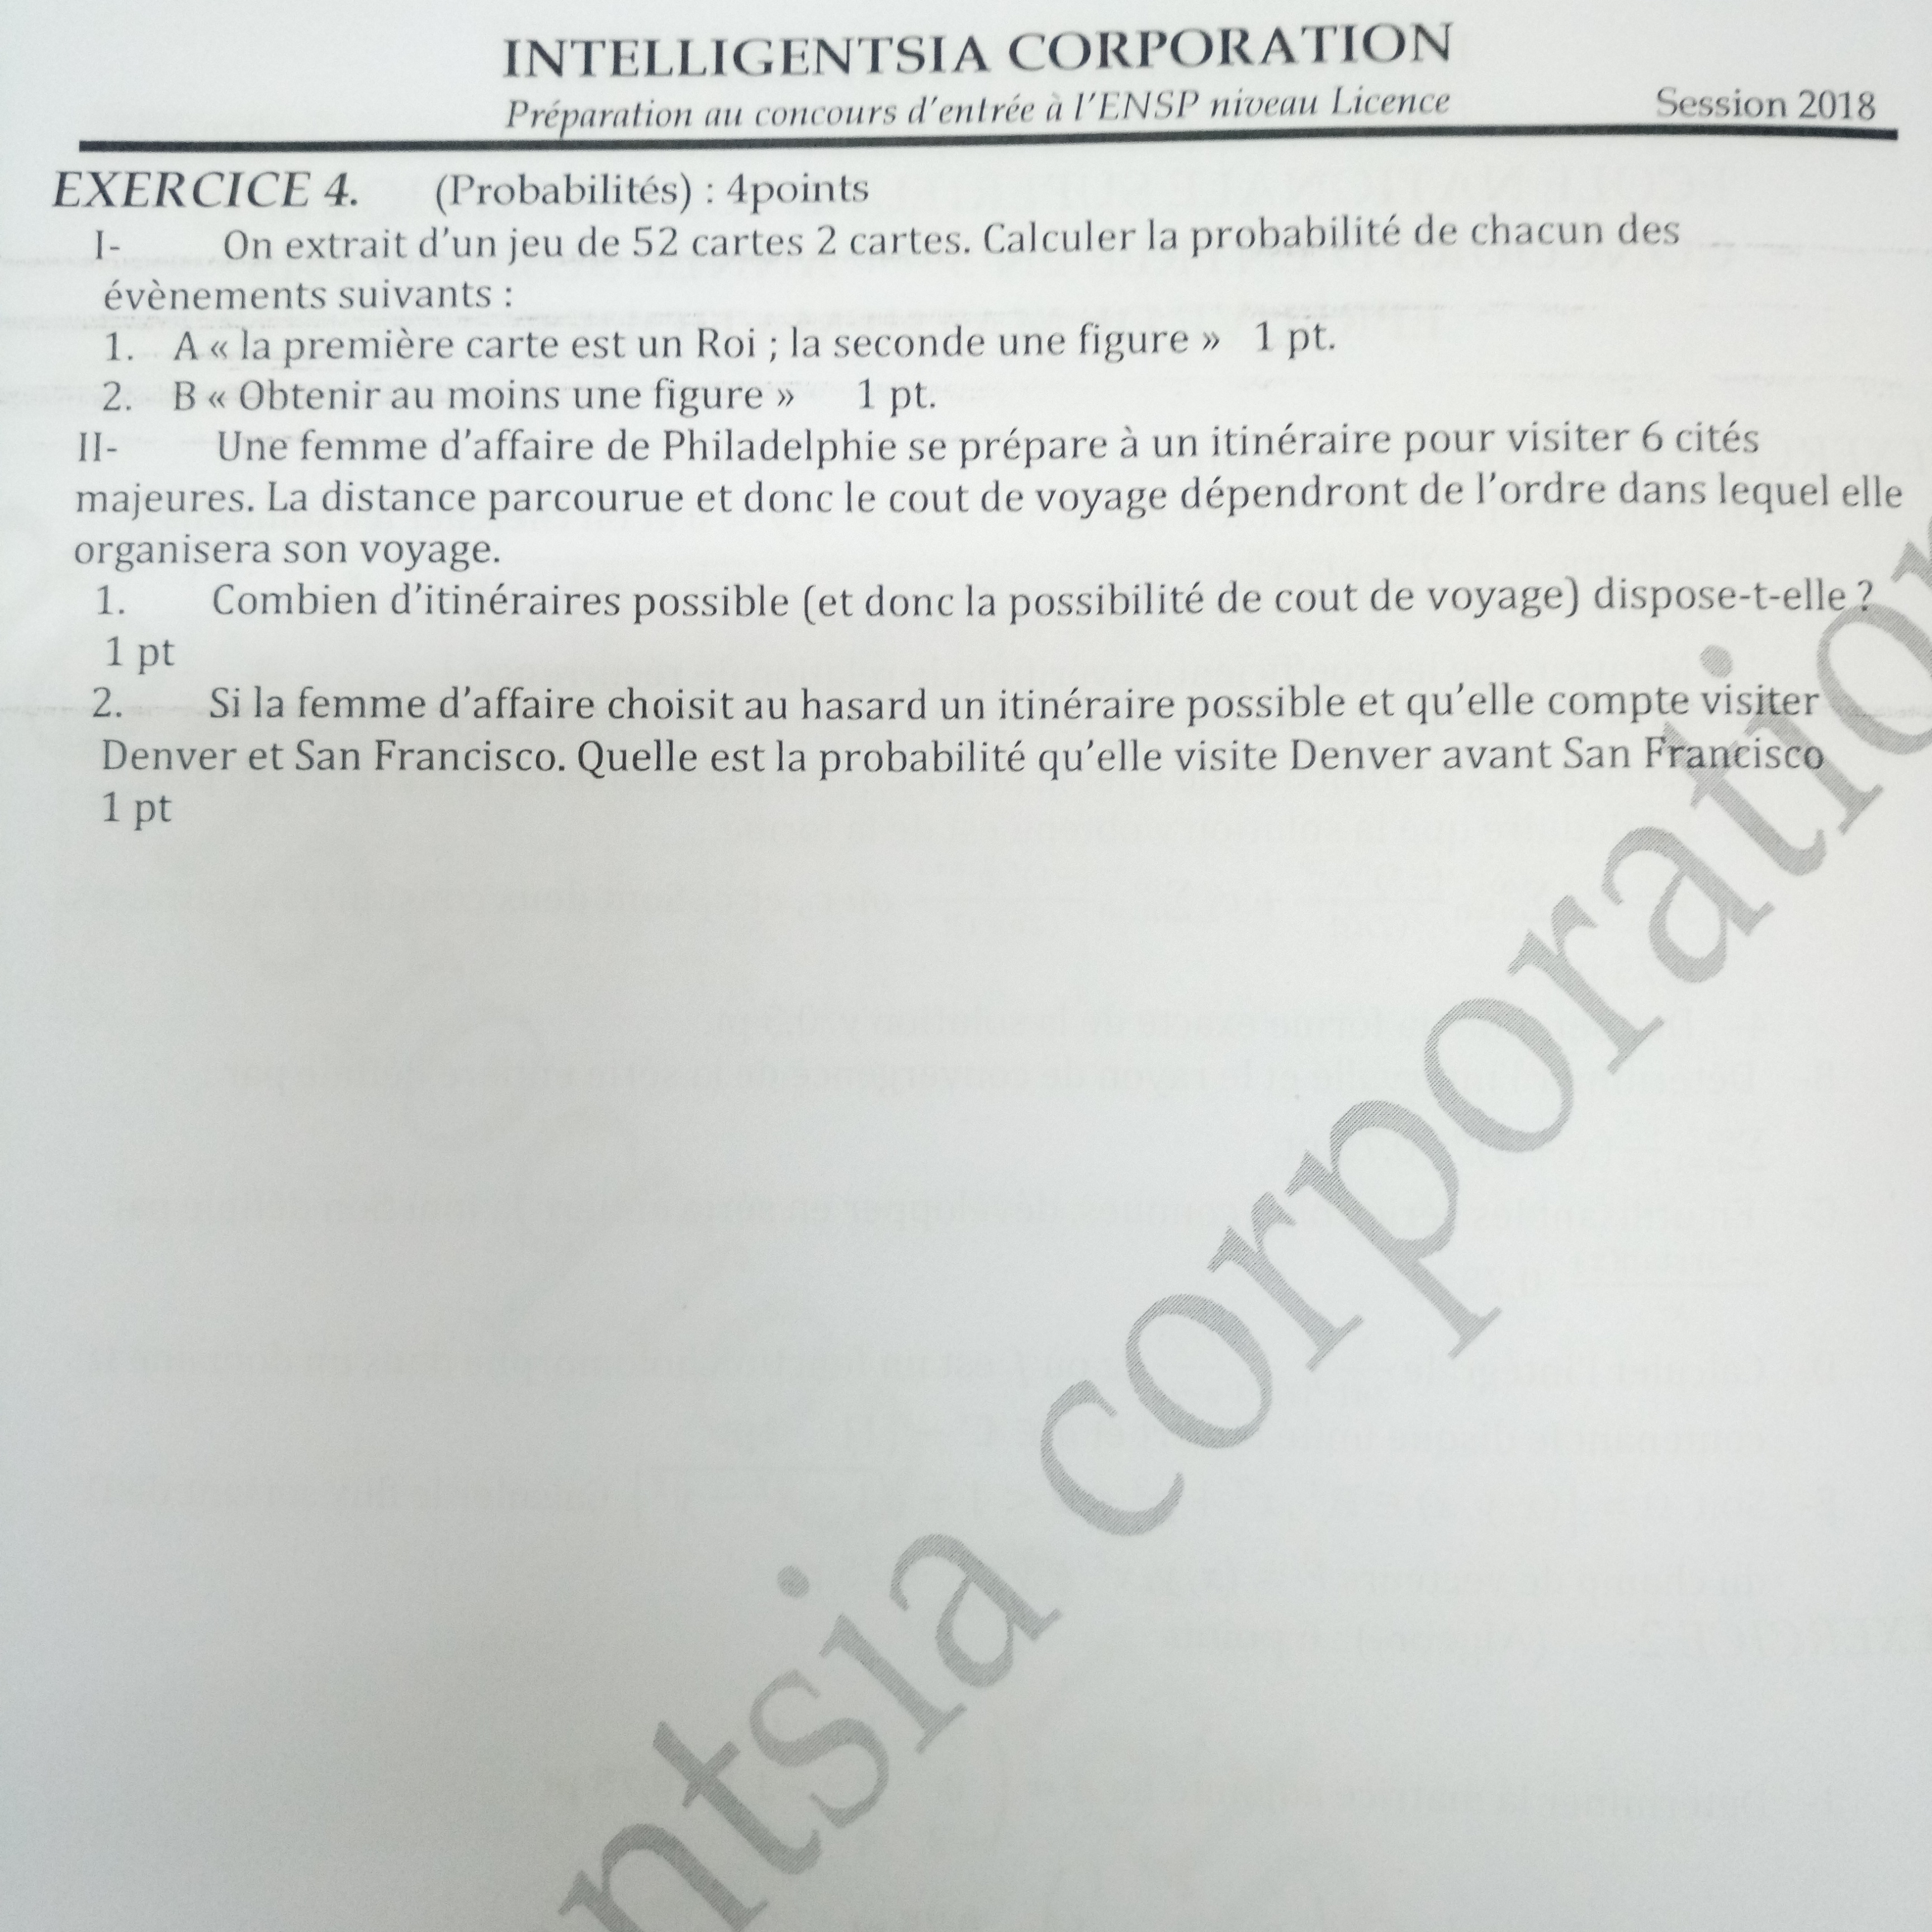 INTELLIGENTSIA CORPORATION
Préparation au concours d'entrée à l'ENSP niveau Licence Session 2018
EXERCICE 4. (Probabilités) : 4points
I- On extrait d'un jeu de 52 cartes 2 cartes. Calculer la probabilité de chacun des
évènements suivants :
1. A « la première carte est un Roi ; la seconde une figure » 1 pt.
2. B « Obtenir au moins une figure » 1 pt.
II- Une femme d'affaire de Philadelphie se prépare à un itinéraire pour visiter 6 cités
majeures. La distance parcourue et donc le cout de voyage dépendront de l'ordre dans lequel elle
organisera son voyage.
1. Combien d'itinéraires possible (et donc la possibilité de cout de voyage) dispose-t-elle ?
1 pt
2. Si la femme d'affaire choisit au hasard un itinéraire possible et qu'elle compte visiter
Denver et San Francisco. Quelle est la probabilité qu'elle visite Denver avant San Francisco
1 pt
ntsia corporation